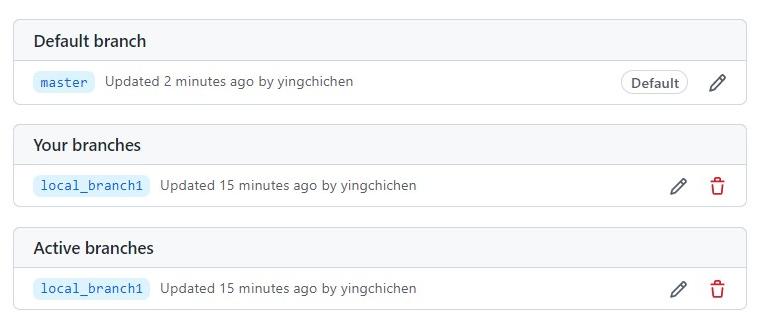 Default branch
master Updated 2 minutes ago by yingchichen Default
Your branches
local_branch1 Updated 15 minutes ago by yingchichen
Active branches
local_branch1 Updated 15 minutes ago by yingchichen